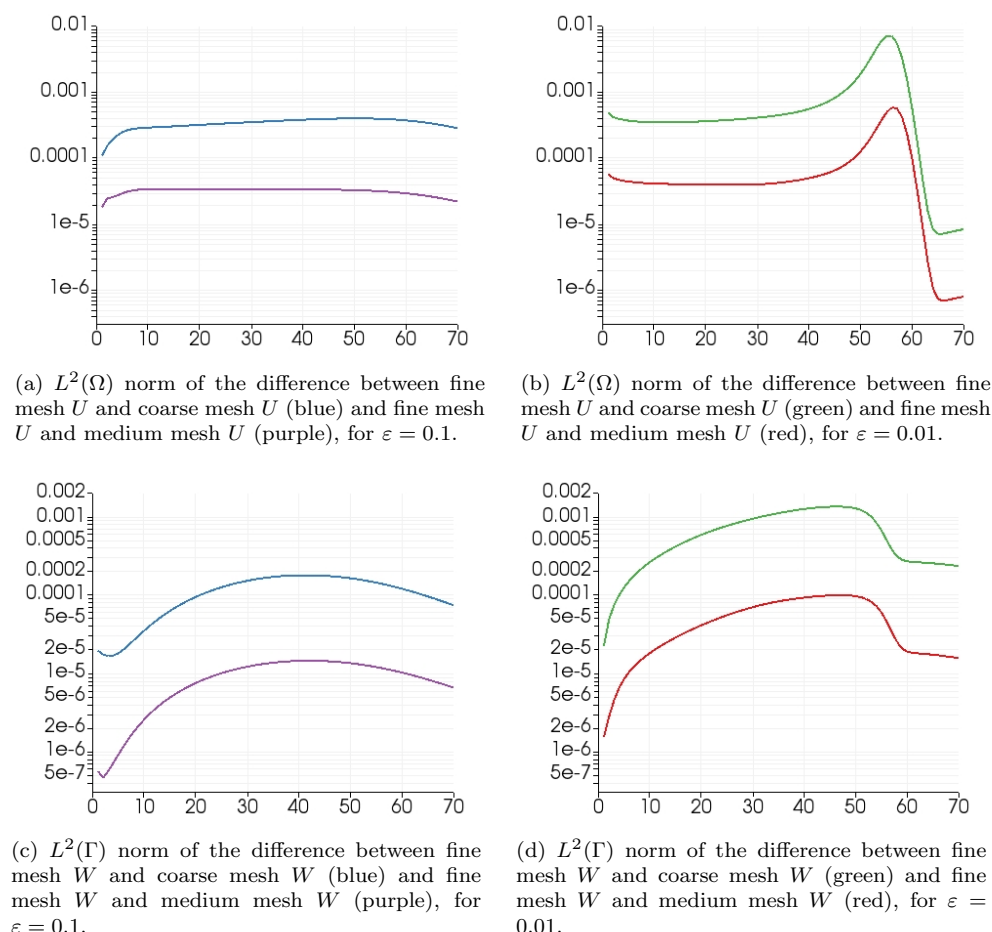 0.01
0.001
0.0001
1e-5
1e-6
0 10 20 30 40 50 60 70
0.01
0.001
0.0001
1e-5
1e-6
0 10 20 30 40 50 60 70
(a) L²(Ω) norm of the difference between fine
mesh U and coarse mesh U (blue) and fine mesh
U and medium mesh U (purple), for ε = 0.1.
(b) L²(Ω) norm of the difference between fine
mesh U and coarse mesh U (green) and fine mesh
U and medium mesh U (red), for ε = 0.01.
0.002
0.001
0.0005
0.0002
0.0001
5e-5
2e-5
1e-5
5e-6
2e-6
1e-6
5e-7
0 10 20 30 40 50 60 70
0.002
0.001
0.0005
0.0002
0.0001
5e-5
2e-5
1e-5
5e-6
2e-6
1e-6
5e-7
0 10 20 30 40 50 60 70
(c) L²(Γ) norm of the difference between fine
mesh W and coarse mesh W (blue) and fine
mesh W and medium mesh W (purple), for
ε = 0.1.
(d) L²(Γ) norm of the difference between fine
mesh W and coarse mesh W (green) and fine
mesh W and medium mesh W (red), for ε =
0.01.